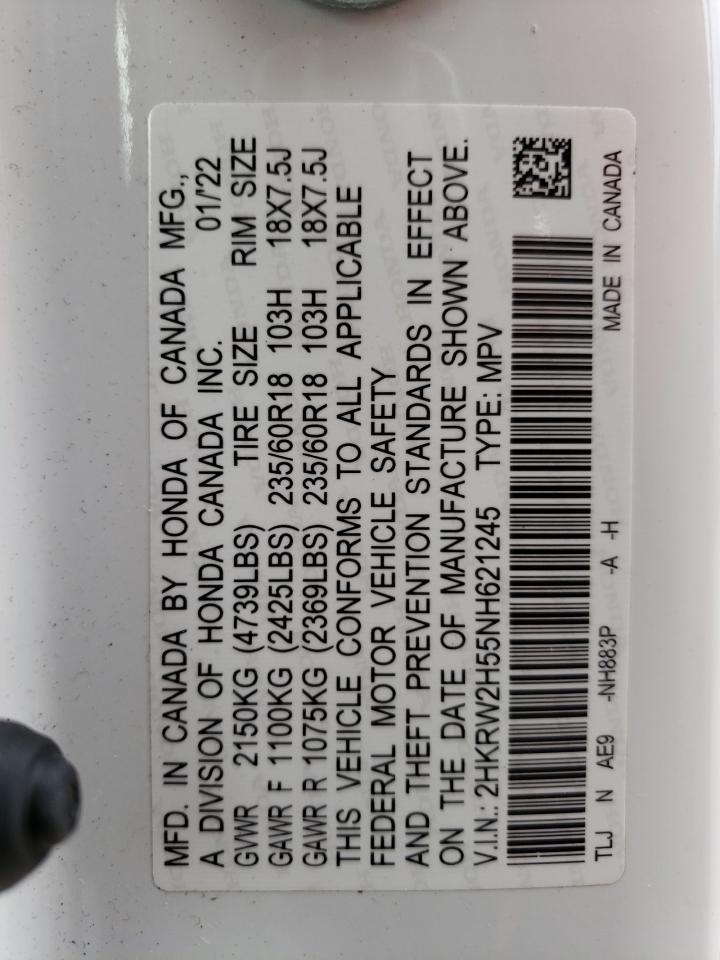 MFD. IN CANADA BY HONDA OF CANADA MFG.,
A DIVISION OF HONDA CANADA INC. 01/'22
GVWR 2150KG (4739LBS) TIRE SIZE RIM SIZE
GAWR F 1100KG (2425LBS) 235/60R18 103H 18X7.5J
GAWR R 1075KG (2369LBS) 235/60R18 103H 18X7.5J
THIS VEHICLE CONFORMS TO ALL APPLICABLE
FEDERAL MOTOR VEHICLE SAFETY
AND THEFT PREVENTION STANDARDS IN EFFECT
ON THE DATE OF MANUFACTURE SHOWN ABOVE.
V.I.N.: 2HKRW2H55NH621245 TYPE: MPV
TLJ N AE9 -NH883P -A -H MADE IN CANADA